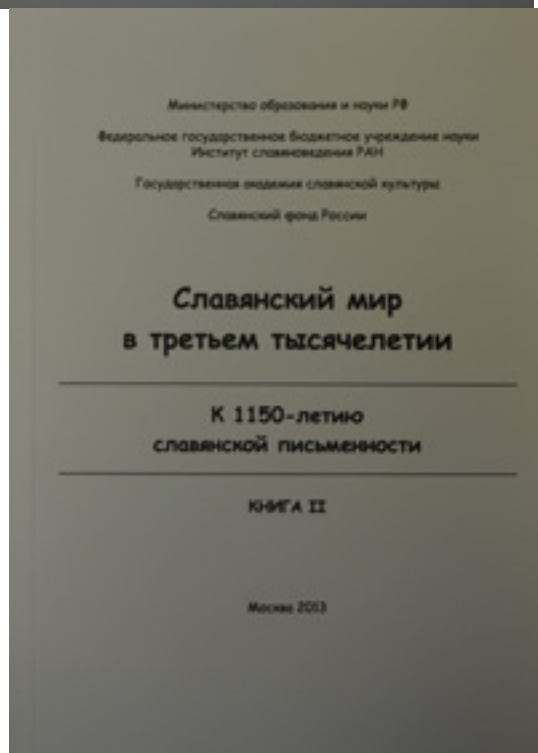 Министерство образования и науки РФ
Федеральное государственное бюджетное учреждение науки
Институт славяноведения РАН
Государственная академия славянской культуры
Славянский фонд России
Славянский мир
в третьем тысячелетии
К 1150-летию
славянской письменности
КНИГА II
Москва 2013